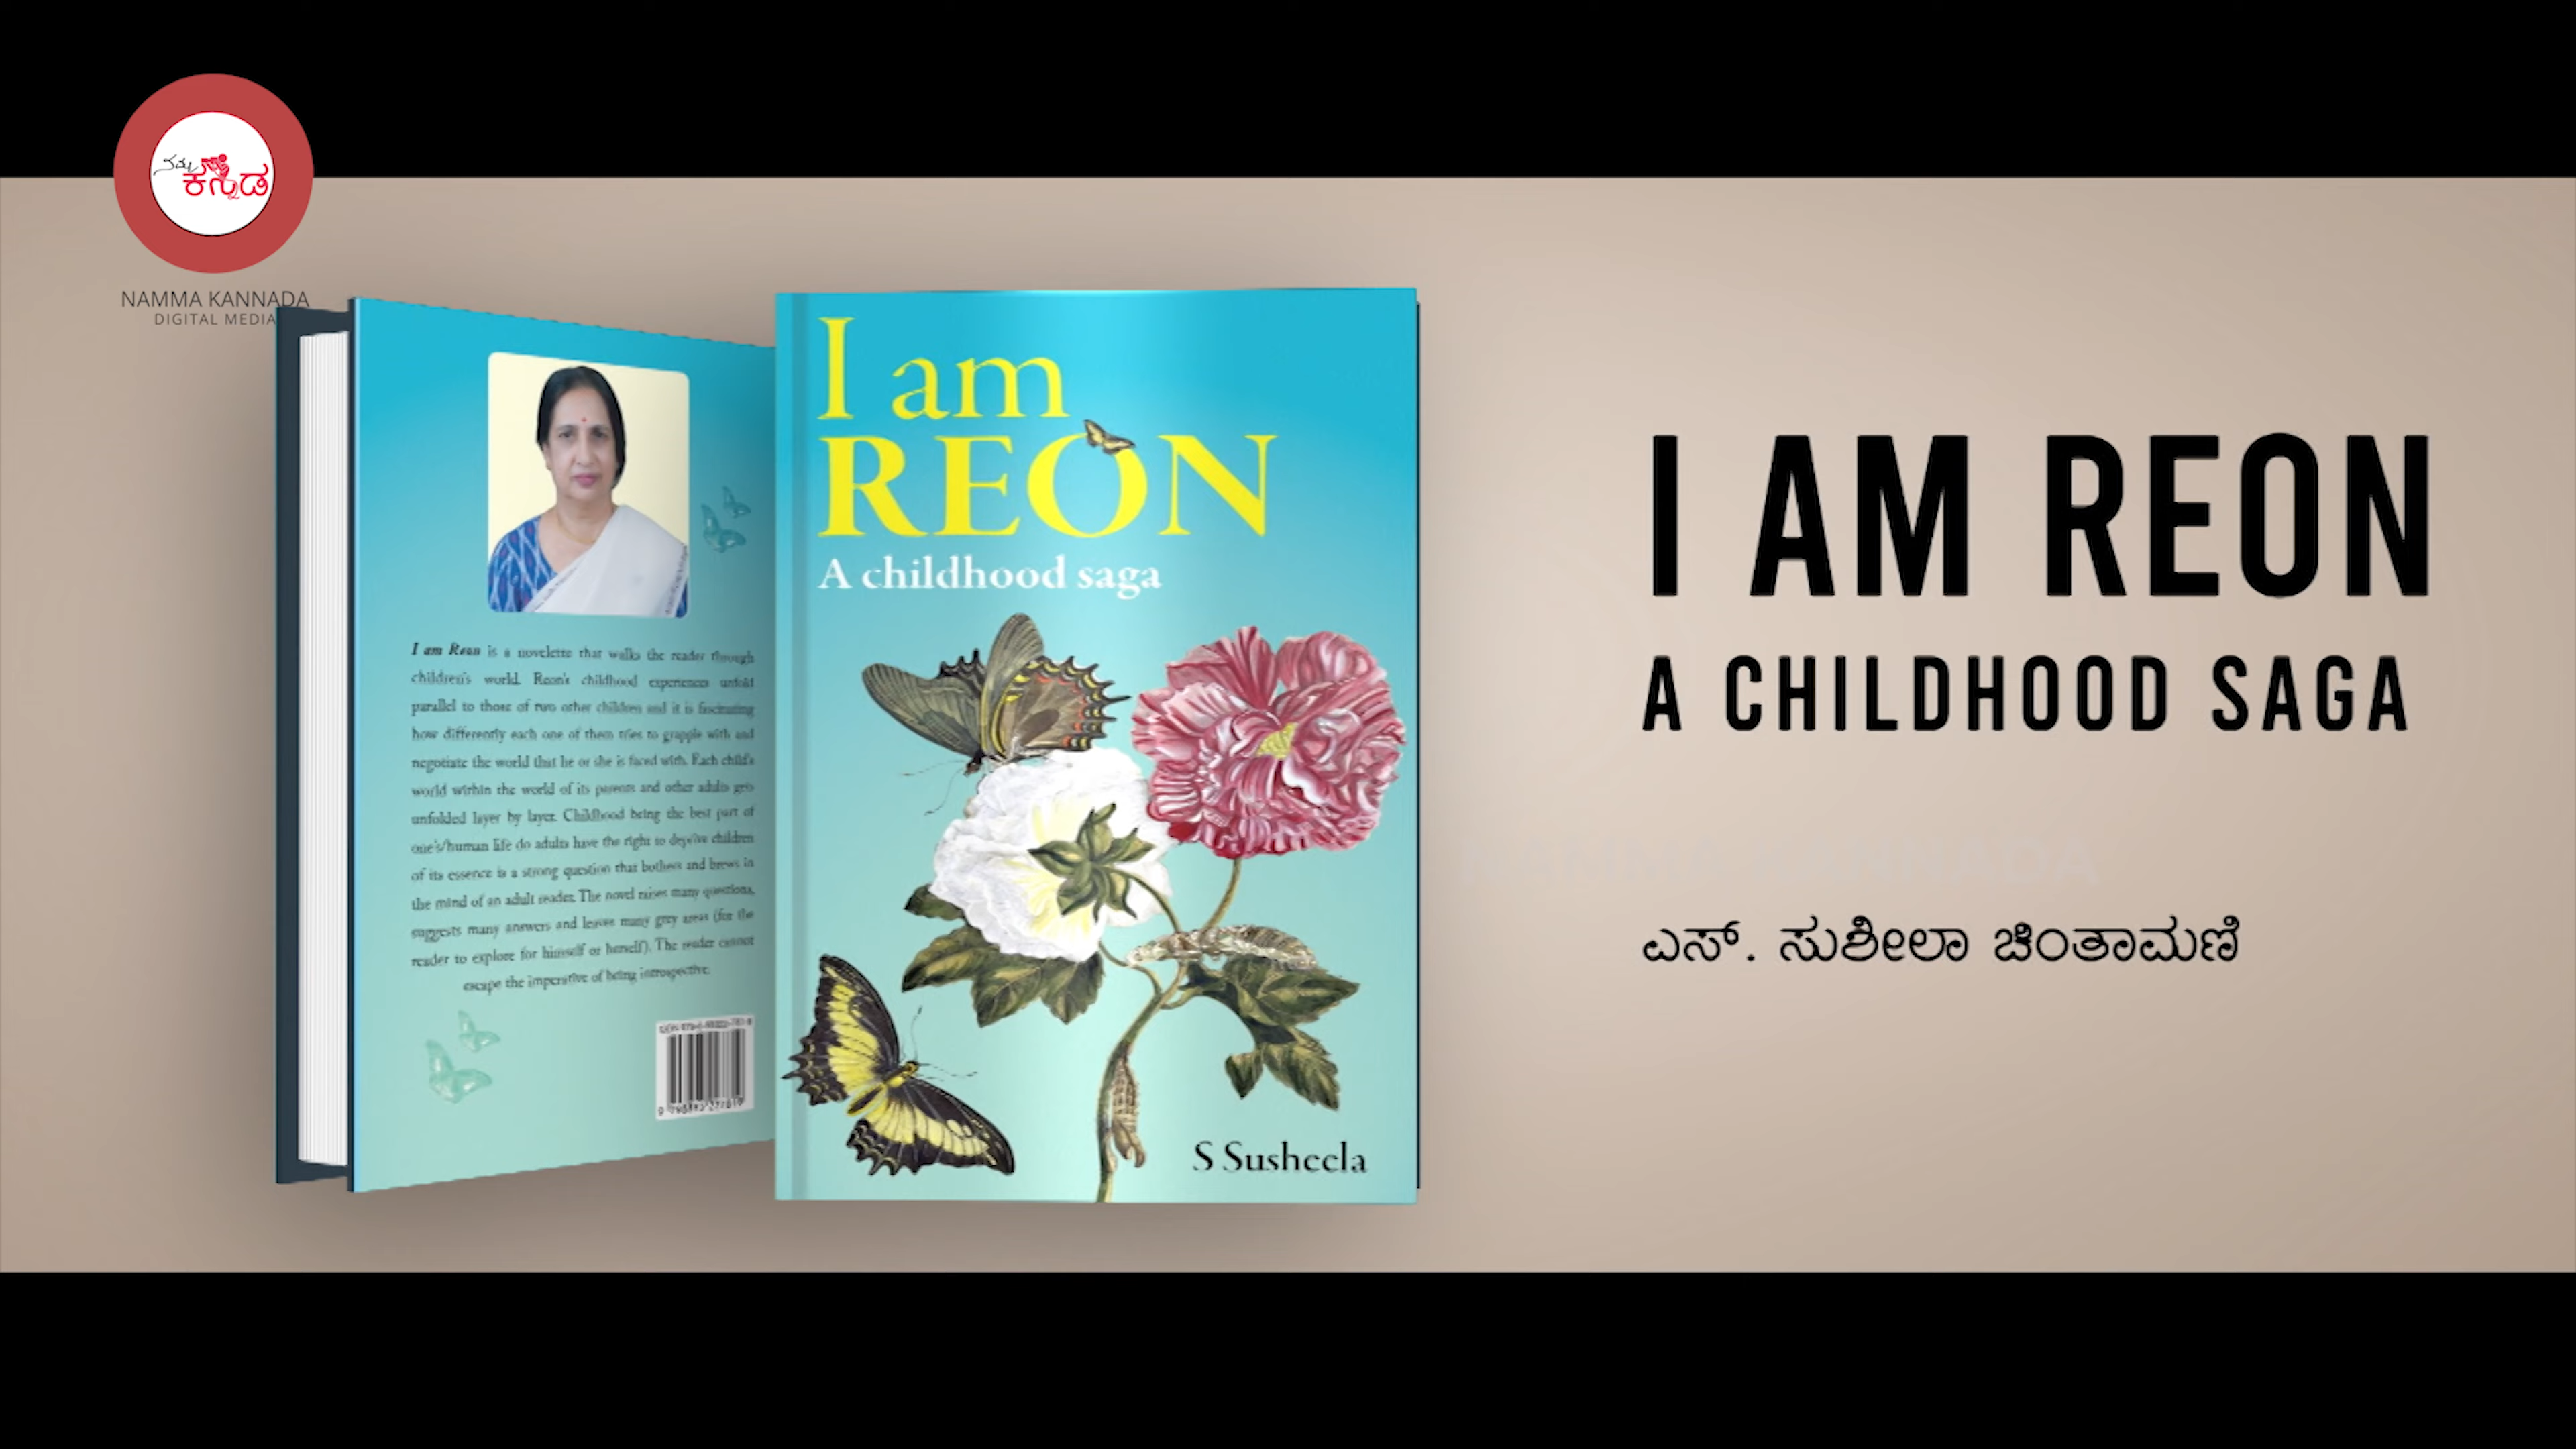 ನಮ್ಮ
ಕನ್ನಡ
NAMMA KANNADA
DIGITAL MEDIA
I am Reon is a novelette that walks the reader through
children's world. Reon's childhood experiences unfold
parallel to those of two other children and it is fascinating
how differently each one of them tries to grapple with and
negotiate the world that he or she is faced with. Each child's
world within the world of its parents and other adults gets
unfolded layer by layer. Childhood being the best part of
one's/human life do adults have the right to deprive children
of its essence is a strong question that bothers and brews in
the mind of an adult reader. The novel raises many questions,
suggests many answers and leaves many grey areas (for the
reader to explore for himself or herself). The reader cannot
escape the imperative of being introspective.
I am
REON
A childhood saga
S Susheela
I AM REON
A CHILDHOOD SAGA
ಎಸ್. ಸುಶೀಲಾ ಚಿಂತಾಮಣಿ